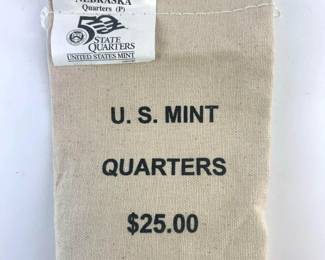 NEBRASKA
Quarters (P)
50
STATE
QUARTERS
UNITED STATES MINT
U. S. MINT
QUARTERS
$25.00